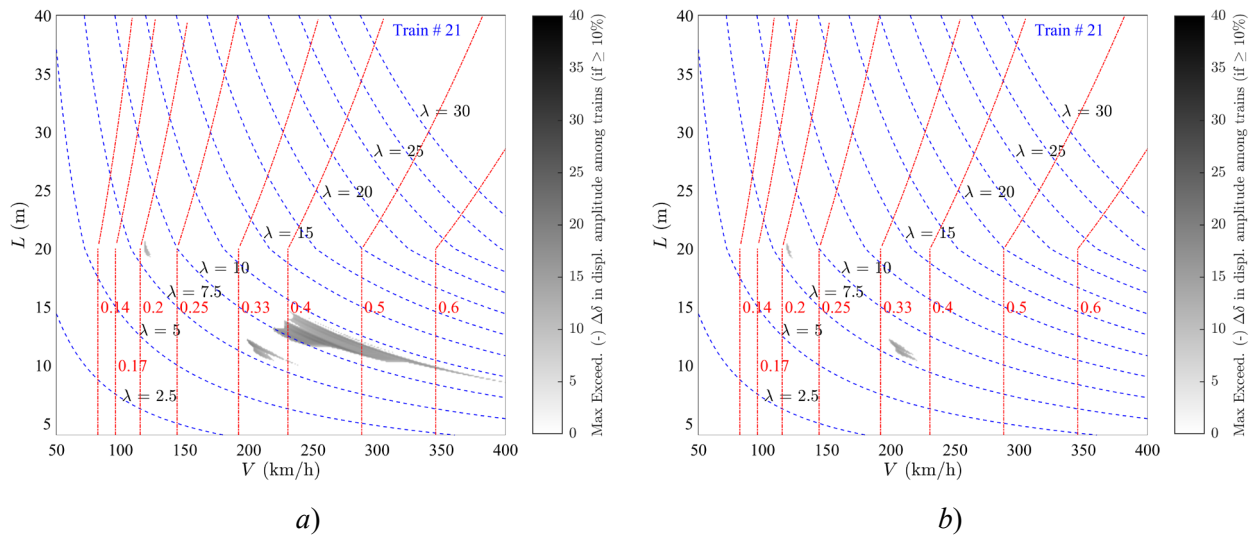 Train # 21
40
35
30
25
20
15
10
5
L (m)
λ = 30
λ = 25
λ = 20
λ = 15
λ = 10
λ = 7.5
λ = 5
λ = 2.5
0.14
0.2
0.25
0.33
0.4
0.5
0.6
0.17
50 100 150 200 250 300 350 400
V (km/h)
40
35
30
25
20
15
10
5
0
Max Exceed. (-) Δδ in displ. amplitude among trains (if ≥ 10%)
a)
Train # 21
40
35
30
25
20
15
10
5
L (m)
λ = 30
λ = 25
λ = 20
λ = 15
λ = 10
λ = 7.5
λ = 5
λ = 2.5
0.14
0.2
0.25
0.33
0.4
0.5
0.6
0.17
50 100 150 200 250 300 350 400
V (km/h)
40
35
30
25
20
15
10
5
0
Max Exceed. (-) Δδ in displ. amplitude among trains (if ≥ 10%)
b)